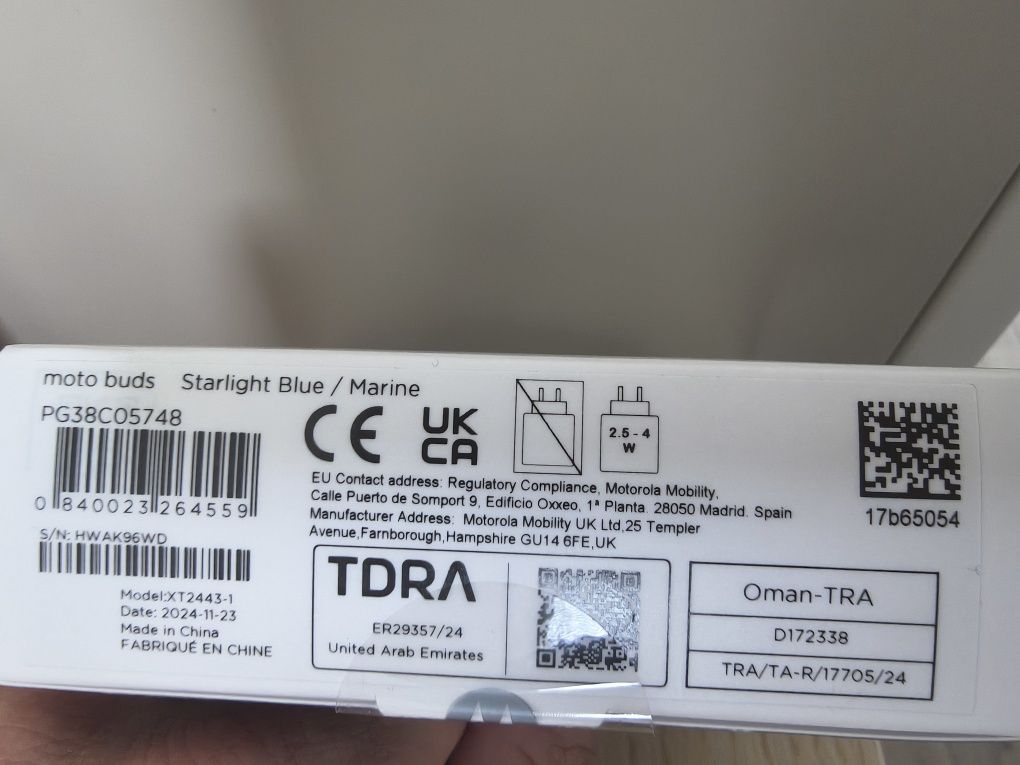 moto buds Starlight Blue / Marine
PG38C05748
0 840023 264559
S/N: HWAK96WD
Model:XT2443-1
Date: 2024-11-23
Made in China
FABRIQUÉ EN CHINE
CE
UK
CA
2.5 - 4
W
EU Contact address: Regulatory Compliance, Motorola Mobility,
Calle Puerto de Somport 9, Edificio Oxxeo, 1ª Planta. 28050 Madrid. Spain
Manufacturer Address: Motorola Mobility UK Ltd,25 Templer
Avenue,Farnborough,Hampshire GU14 6FE,UK
TDRA
ER29357/24
United Arab Emirates
17b65054
Oman-TRA
D172338
TRA/TA-R/17705/24